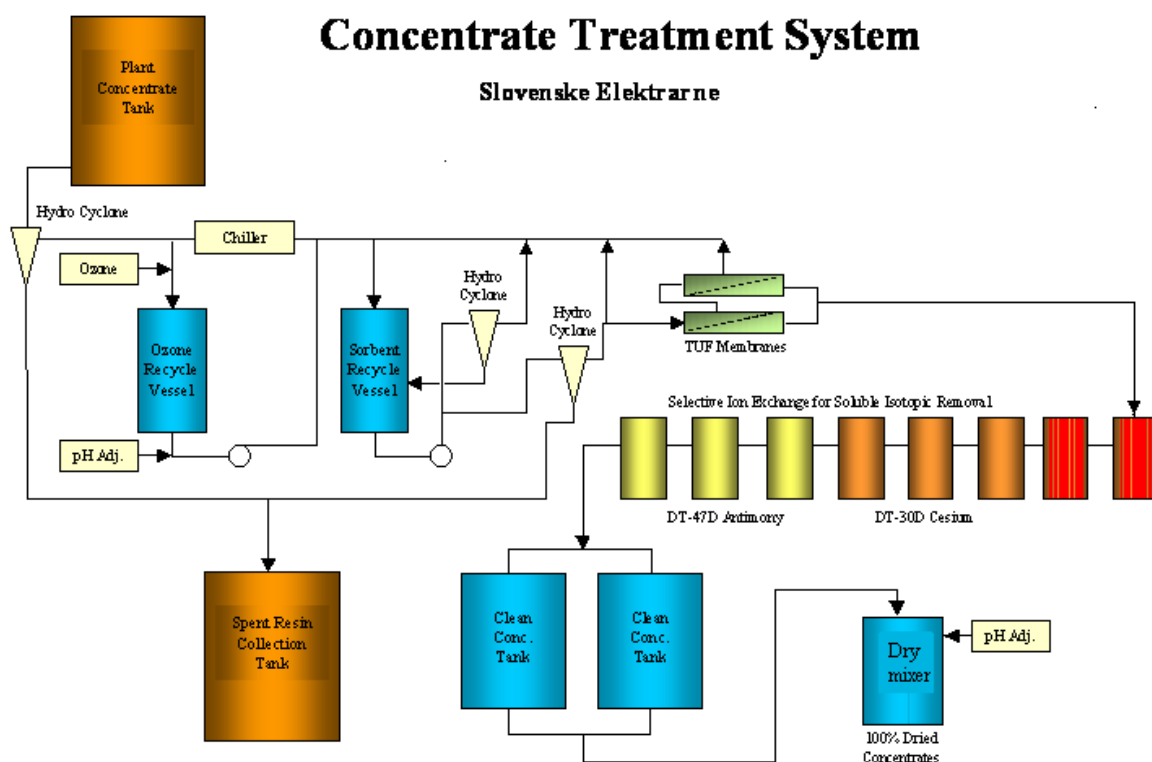 Concentrate Treatment System
Slovenske Elektrarne
Plant
Concentrate
Tank
Hydro Cyclone
Chiller
Ozone
Hydro
Cyclone
Hydro
Cyclone
Ozone
Recycle
Vessel
Sorbent
Recycle
Vessel
TUF Membranes
pH Adj.
Selective Ion Exchange for Soluble Isotopic Removal
DT-47D Antimony
DT-30D Cesium
Spent Resin
Collection
Tank
Clean
Conc.
Tank
Clean
Conc.
Tank
Dry
mixer
pH Adj.
100% Dried
Concentrates